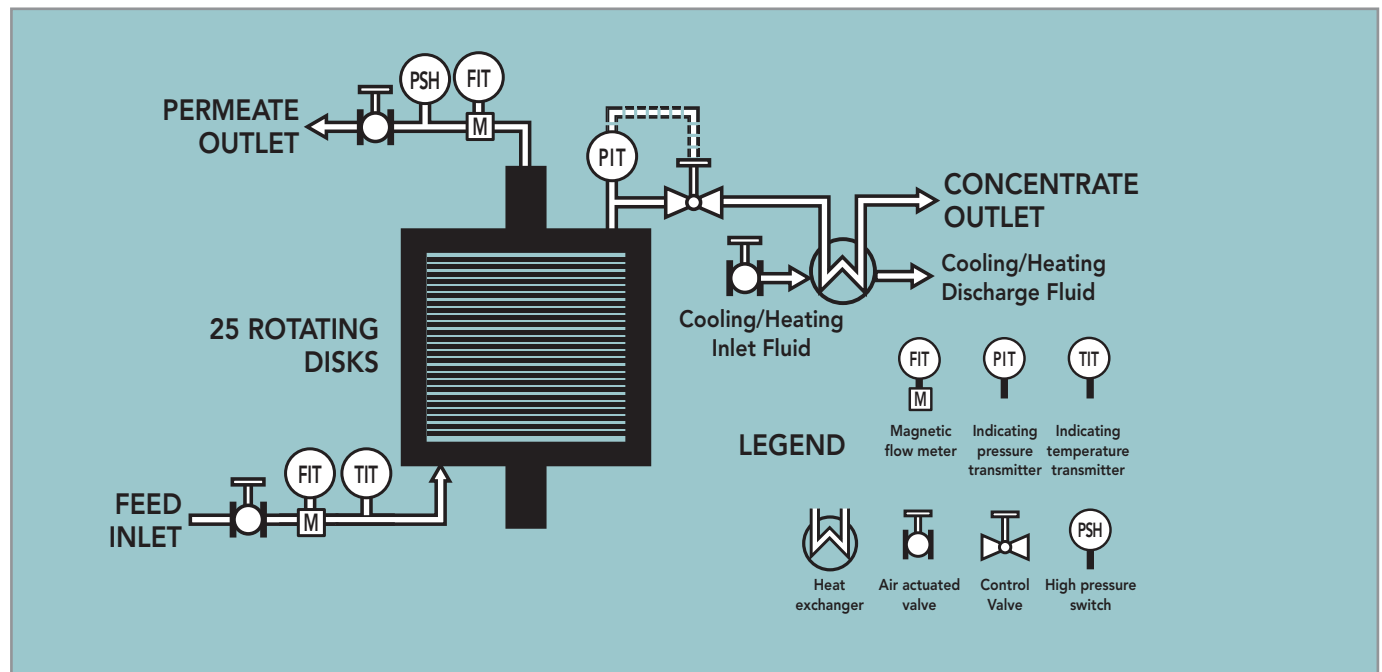 PSH
FIT
M
PERMEATE
OUTLET
PIT
CONCENTRATE
OUTLET
Cooling/Heating
Discharge Fluid
Cooling/Heating
Inlet Fluid
25 ROTATING
DISKS
FIT
TIT
M
FEED
INLET
LEGEND
FIT
M
Magnetic
flow meter
PIT
Indicating
pressure
transmitter
TIT
Indicating
temperature
transmitter
Heat
exchanger
Air actuated
valve
Control
Valve
PSH
High pressure
switch